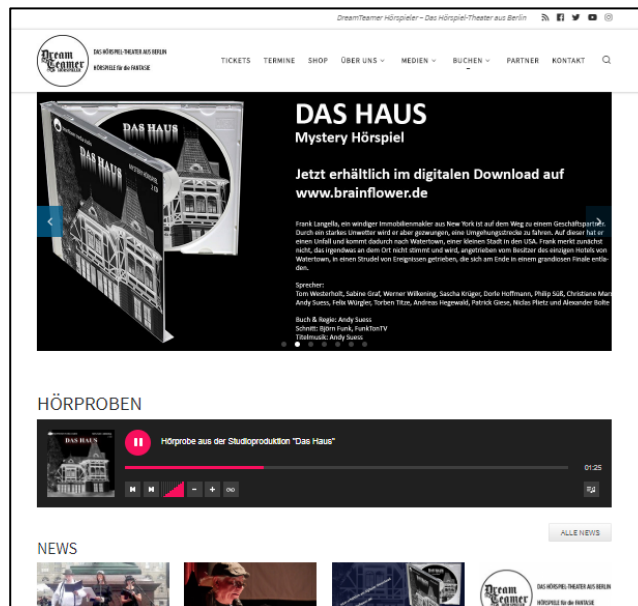 DreamTeamer Hörspieler – Das Hörspiel-Theater aus Berlin
Dream Teamer
HÖRSPIELE
DAS HÖRSPIEL-THEATER AUS BERLIN
HÖRSPIELE für die FANTASIE
TICKETS TERMINE SHOP ÜBER UNS MEDIEN BUCHEN PARTNER KONTAKT
DAS HAUS
DAS HAUS
DAS HAUS
Mystery Hörspiel
Jetzt erhältlich im digitalen Download auf
www.brainflower.de
Frank Langella, ein windiger Immobilienmakler aus New York ist auf dem Weg zu einem Geschäftspartner.
Durch ein starkes Unwetter wird er aber gezwungen, eine Umgehungsstrecke zu fahren. Auf dieser hat er
einen Unfall und kommt dadurch nach Watertown, einer kleinen Stadt in den USA. Frank merkt zunächst
nicht, das irgendwas an dem Ort nicht stimmt und wird, angetrieben vom Besitzer des einzigen Hotels von
Watertown, in einen Strudel von Ereignissen getrieben, die sich am Ende in einem grandiosen Finale entla-
den.
Sprecher:
Tom Westerholt, Sabine Graf, Werner Wilkening, Sascha Krüger, Dorle Hoffmann, Philip Süß, Christiane Mar
Andy Suess, Felix Würgler, Torben Titze, Andreas Hegewald, Patrick Giese, Niclas Plietz und Alexander Bolte
Buch & Regie: Andy Suess
Schnitt: Björn Funk, FunkTonTV
Titelmusik: Andy Suess
HÖRPROBEN
DAS HAUS
Hörprobe aus der Studioproduktion "Das Haus"
01:25
ALLE NEWS
NEWS
Dream Teamer
DAS HÖRSPIEL-THEATER AUS BERLIN
HÖRSPIELE für die FANTASIE